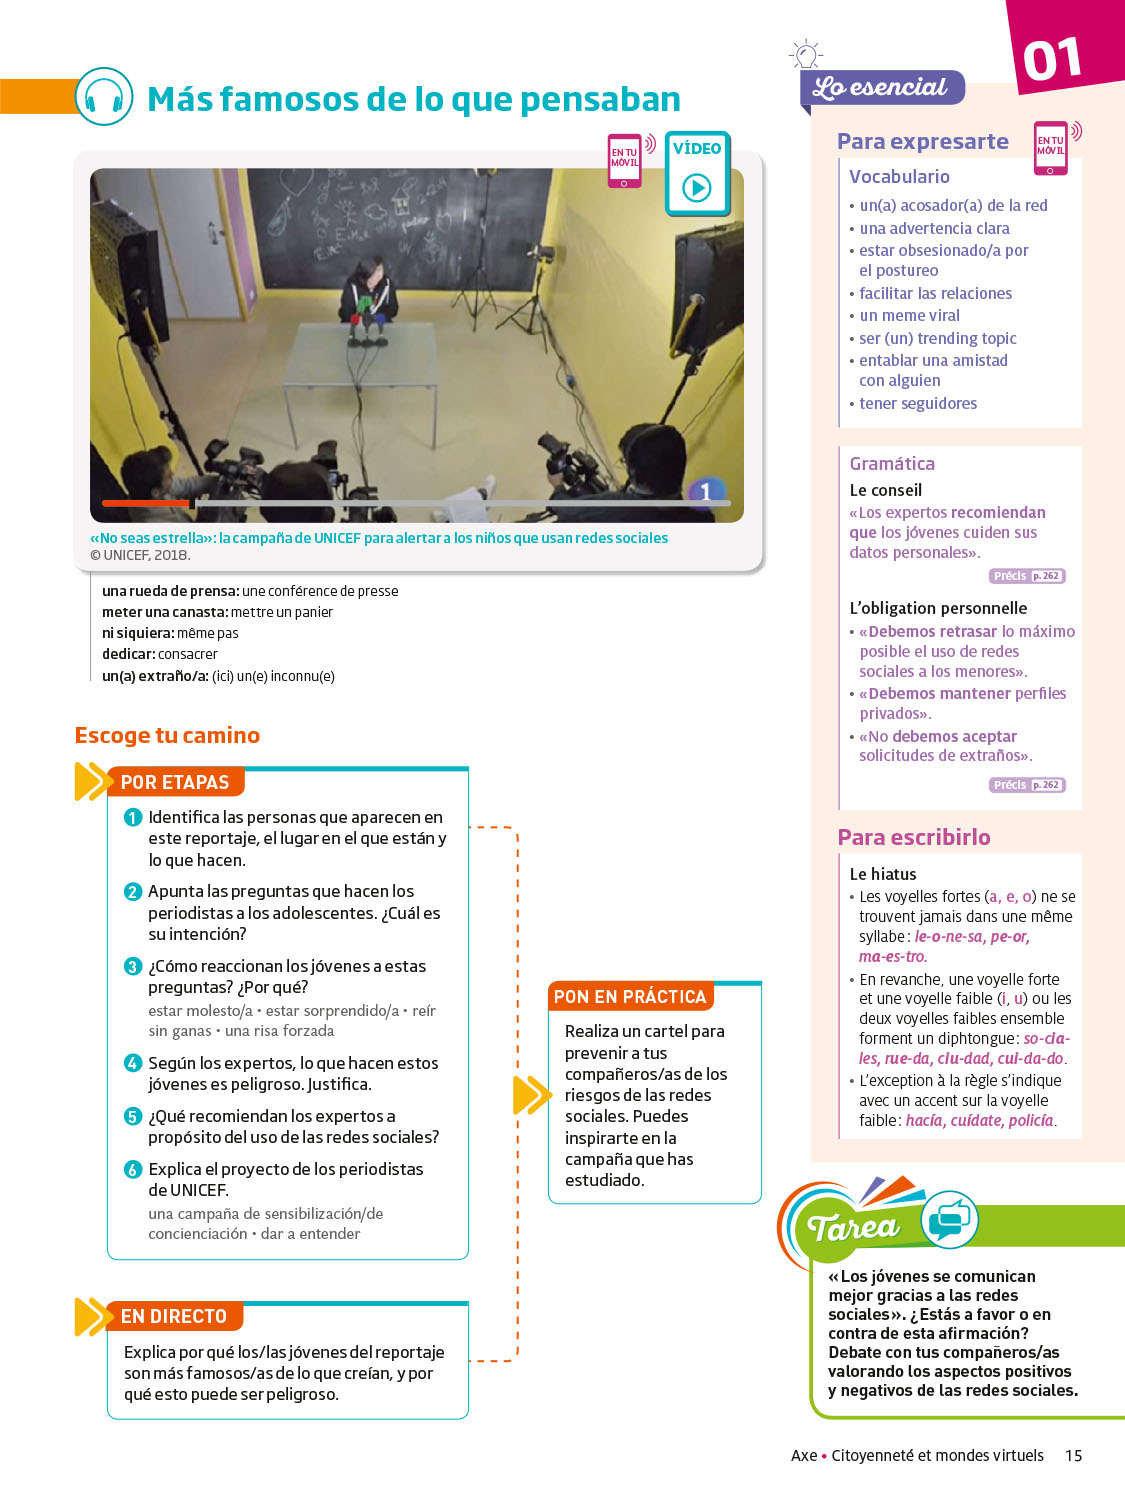 01
Más famosos de lo que pensaban
EN TU
MÓVIL
VÍDEO
1
«No seas estrella»: la campaña de UNICEF para alertar a los niños que usan redes sociales
© UNICEF, 2018.
una rueda de prensa: une conférence de presse
meter una canasta: mettre un panier
ni siquiera: même pas
dedicar: consacrer
un(a) extraño/a: (ici) un(e) inconnu(e)
Escoge tu camino
POR ETAPAS
1 Identifica las personas que aparecen en
este reportaje, el lugar en el que están y
lo que hacen.
2 Apunta las preguntas que hacen los
periodistas a los adolescentes. ¿Cuál es
su intención?
3 ¿Cómo reaccionan los jóvenes a estas
preguntas? ¿Por qué?
estar molesto/a • estar sorprendido/a • reír
sin ganas • una risa forzada
4 Según los expertos, lo que hacen estos
jóvenes es peligroso. Justifica.
5 ¿Qué recomiendan los expertos a
propósito del uso de las redes sociales?
6 Explica el proyecto de los periodistas
de UNICEF.
una campaña de sensibilización/de
concienciación • dar a entender
EN DIRECTO
Explica por qué los/las jóvenes del reportaje
son más famosos/as de lo que creían, y por
qué esto puede ser peligroso.
PON EN PRÁCTICA
Realiza un cartel para
prevenir a tus
compañeros/as de los
riesgos de las redes
sociales. Puedes
inspirarte en la
campaña que has
estudiado.
Lo esencial
Para expresarte
EN TU
MÓVIL
Vocabulario
• un(a) acosador(a) de la red
• una advertencia clara
• estar obsesionado/a por
el postureo
• facilitar las relaciones
• un meme viral
• ser (un) trending topic
• entablar una amistad
con alguien
• tener seguidores
Gramática
Le conseil
«Los expertos recomiendan
que los jóvenes cuiden sus
datos personales».
Précis p. 262
L'obligation personnelle
• «Debemos retrasar lo máximo
posible el uso de redes
sociales a los menores».
• «Debemos mantener perfiles
privados».
• «No debemos aceptar
solicitudes de extraños».
Précis p. 262
Para escribirlo
Le hiatus
• Les voyelles fortes (a, e, o) ne se
trouvent jamais dans une même
syllabe: le-o-ne-sa, pe-or,
ma-es-tro.
• En revanche, une voyelle forte
et une voyelle faible (i, u) ou les
deux voyelles faibles ensemble
forment un diphtongue: so-cia-
les, rue-da, ciu-dad, cui-da-do.
• L'exception à la règle s'indique
avec un accent sur la voyelle
faible: hacía, cuídate, policía.
Tarea
«Los jóvenes se comunican
mejor gracias a las redes
sociales». ¿Estás a favor o en
contra de esta afirmación?
Debate con tus compañeros/as
valorando los aspectos positivos
y negativos de las redes sociales.
Axe • Citoyenneté et mondes virtuels 15